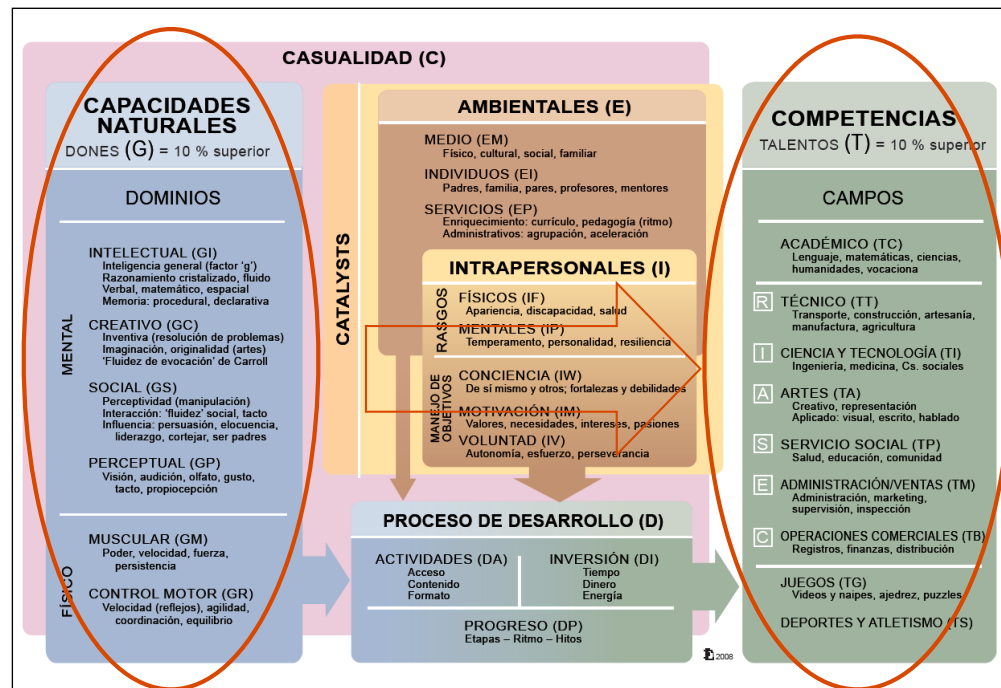 CASUALIDAD (C)
CAPACIDADES
NATURALES
DONES (G) = 10 % superior
DOMINIOS
MENTAL
INTELECTUAL (GI)
Inteligencia general (factor ‘g’)
Razonamiento cristalizado, fluido
Verbal, matemático, espacial
Memoria: procedural, declarativa
CREATIVO (GC)
Inventiva (resolución de problemas)
Imaginación, originalidad (artes)
‘Fluidez de evocación’ de Carroll
SOCIAL (GS)
Perceptividad (manipulación)
Interacción: ‘fluidez’ social, tacto
Influencia: persuasión, elocuencia,
liderazgo, cortejar, ser padres
PERCEPTUAL (GP)
Visión, audición, olfato, gusto,
tacto, propiocepción
FÍSICO
MUSCULAR (GM)
Poder, velocidad, fuerza,
persistencia
CONTROL MOTOR (GR)
Velocidad (reflejos), agilidad,
coordinación, equilibrio
CATALYSTS
AMBIENTALES (E)
MEDIO (EM)
Físico, cultural, social, familiar
INDIVIDUOS (EI)
Padres, familia, pares, profesores, mentores
SERVICIOS (EP)
Enriquecimiento: currículo, pedagogía (ritmo)
Administrativos: agrupación, aceleración
INTRAPERSONALES (I)
RASGOS
FÍSICOS (IF)
Apariencia, discapacidad, salud
MENTALES (IP)
Temperamento, personalidad, resiliencia
MANEJO DE
OBJETIVOS
CONCIENCIA (IW)
De sí mismo y otros; fortalezas y debilidades
MOTIVACIÓN (IM)
Valores, necesidades, intereses, pasiones
VOLUNTAD (IV)
Autonomía, esfuerzo, perseverancia
PROCESO DE DESARROLLO (D)
ACTIVIDADES (DA)
Acceso
Contenido
Formato
INVERSIÓN (DI)
Tiempo
Dinero
Energía
PROGRESO (DP)
Etapas – Ritmo – Hitos
2008
COMPETENCIAS
TALENTOS (T) = 10 % superior
CAMPOS
ACADÉMICO (TC)
Lenguaje, matemáticas, ciencias,
humanidades, vocaciona
R TÉCNICO (TT)
Transporte, construcción, artesanía,
manufactura, agricultura
I CIENCIA Y TECNOLOGÍA (TI)
Ingeniería, medicina, Cs. sociales
A ARTES (TA)
Creativo, representación
Aplicado: visual, escrito, hablado
S SERVICIO SOCIAL (TP)
Salud, educación, comunidad
E ADMINISTRACIÓN/VENTAS (TM)
Administración, marketing,
supervisión, inspección
C OPERACIONES COMERCIALES (TB)
Registros, finanzas, distribución
JUEGOS (TG)
Videos y naipes, ajedrez, puzzles
DEPORTES Y ATLETISMO (TS)